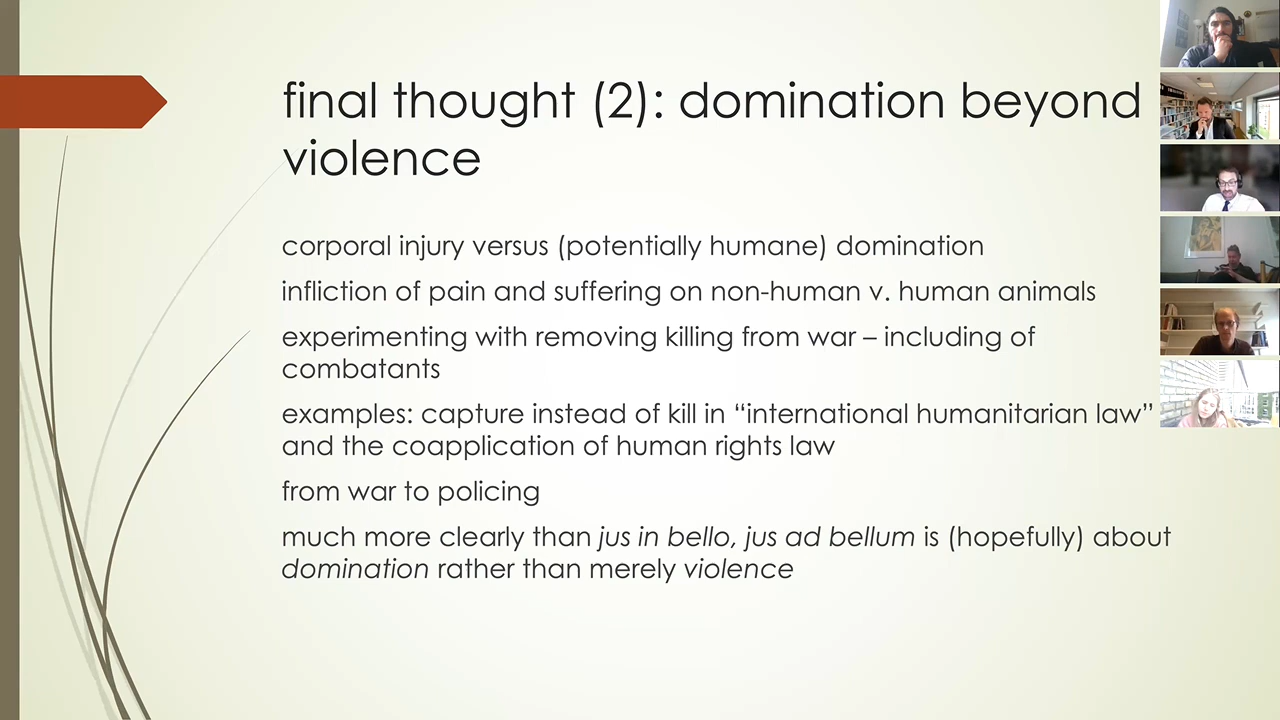 final thought (2): domination beyond
violence
corporal injury versus (potentially humane) domination
infliction of pain and suffering on non-human v. human animals
experimenting with removing killing from war – including of
combatants
examples: capture instead of kill in “international humanitarian law”
and the coapplication of human rights law
from war to policing
much more clearly than jus in bello, jus ad bellum is (hopefully) about
domination rather than merely violence